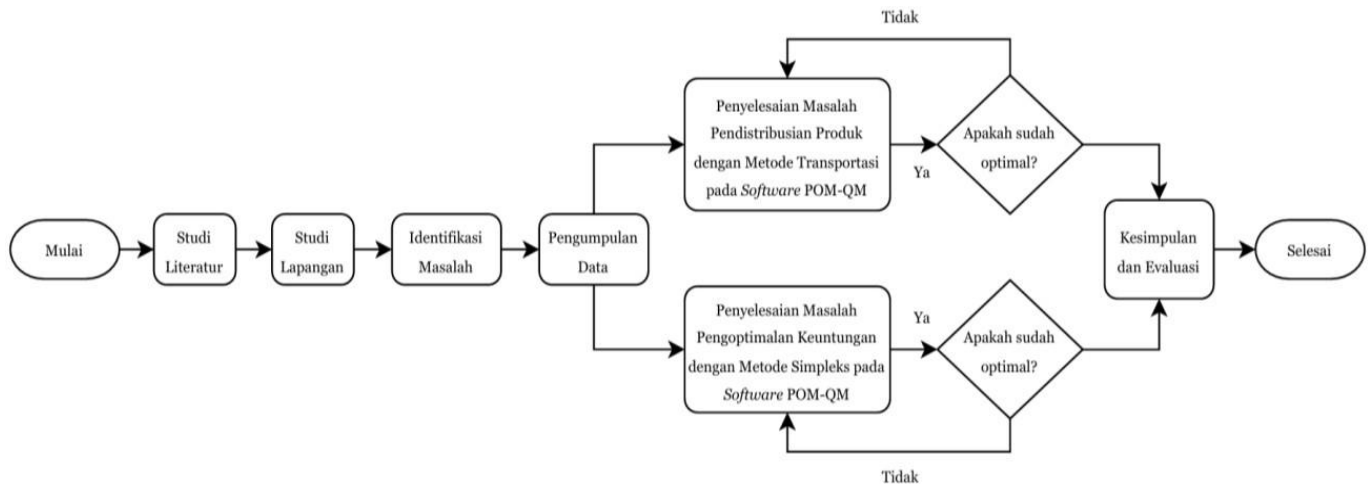 Mulai
Studi
Literatur
Studi
Lapangan
Identifikasi
Masalah
Pengumpulan
Data
Tidak
Penyelesaian Masalah
Pendistribusian Produk
dengan Metode Transportasi
pada Software POM-QM
Ya
Apakah sudah
optimal?
Penyelesaian Masalah
Pengoptimalan Keuntungan
dengan Metode Simpleks pada
Software POM-QM
Ya
Apakah sudah
optimal?
Tidak
Kesimpulan
dan Evaluasi
Selesai